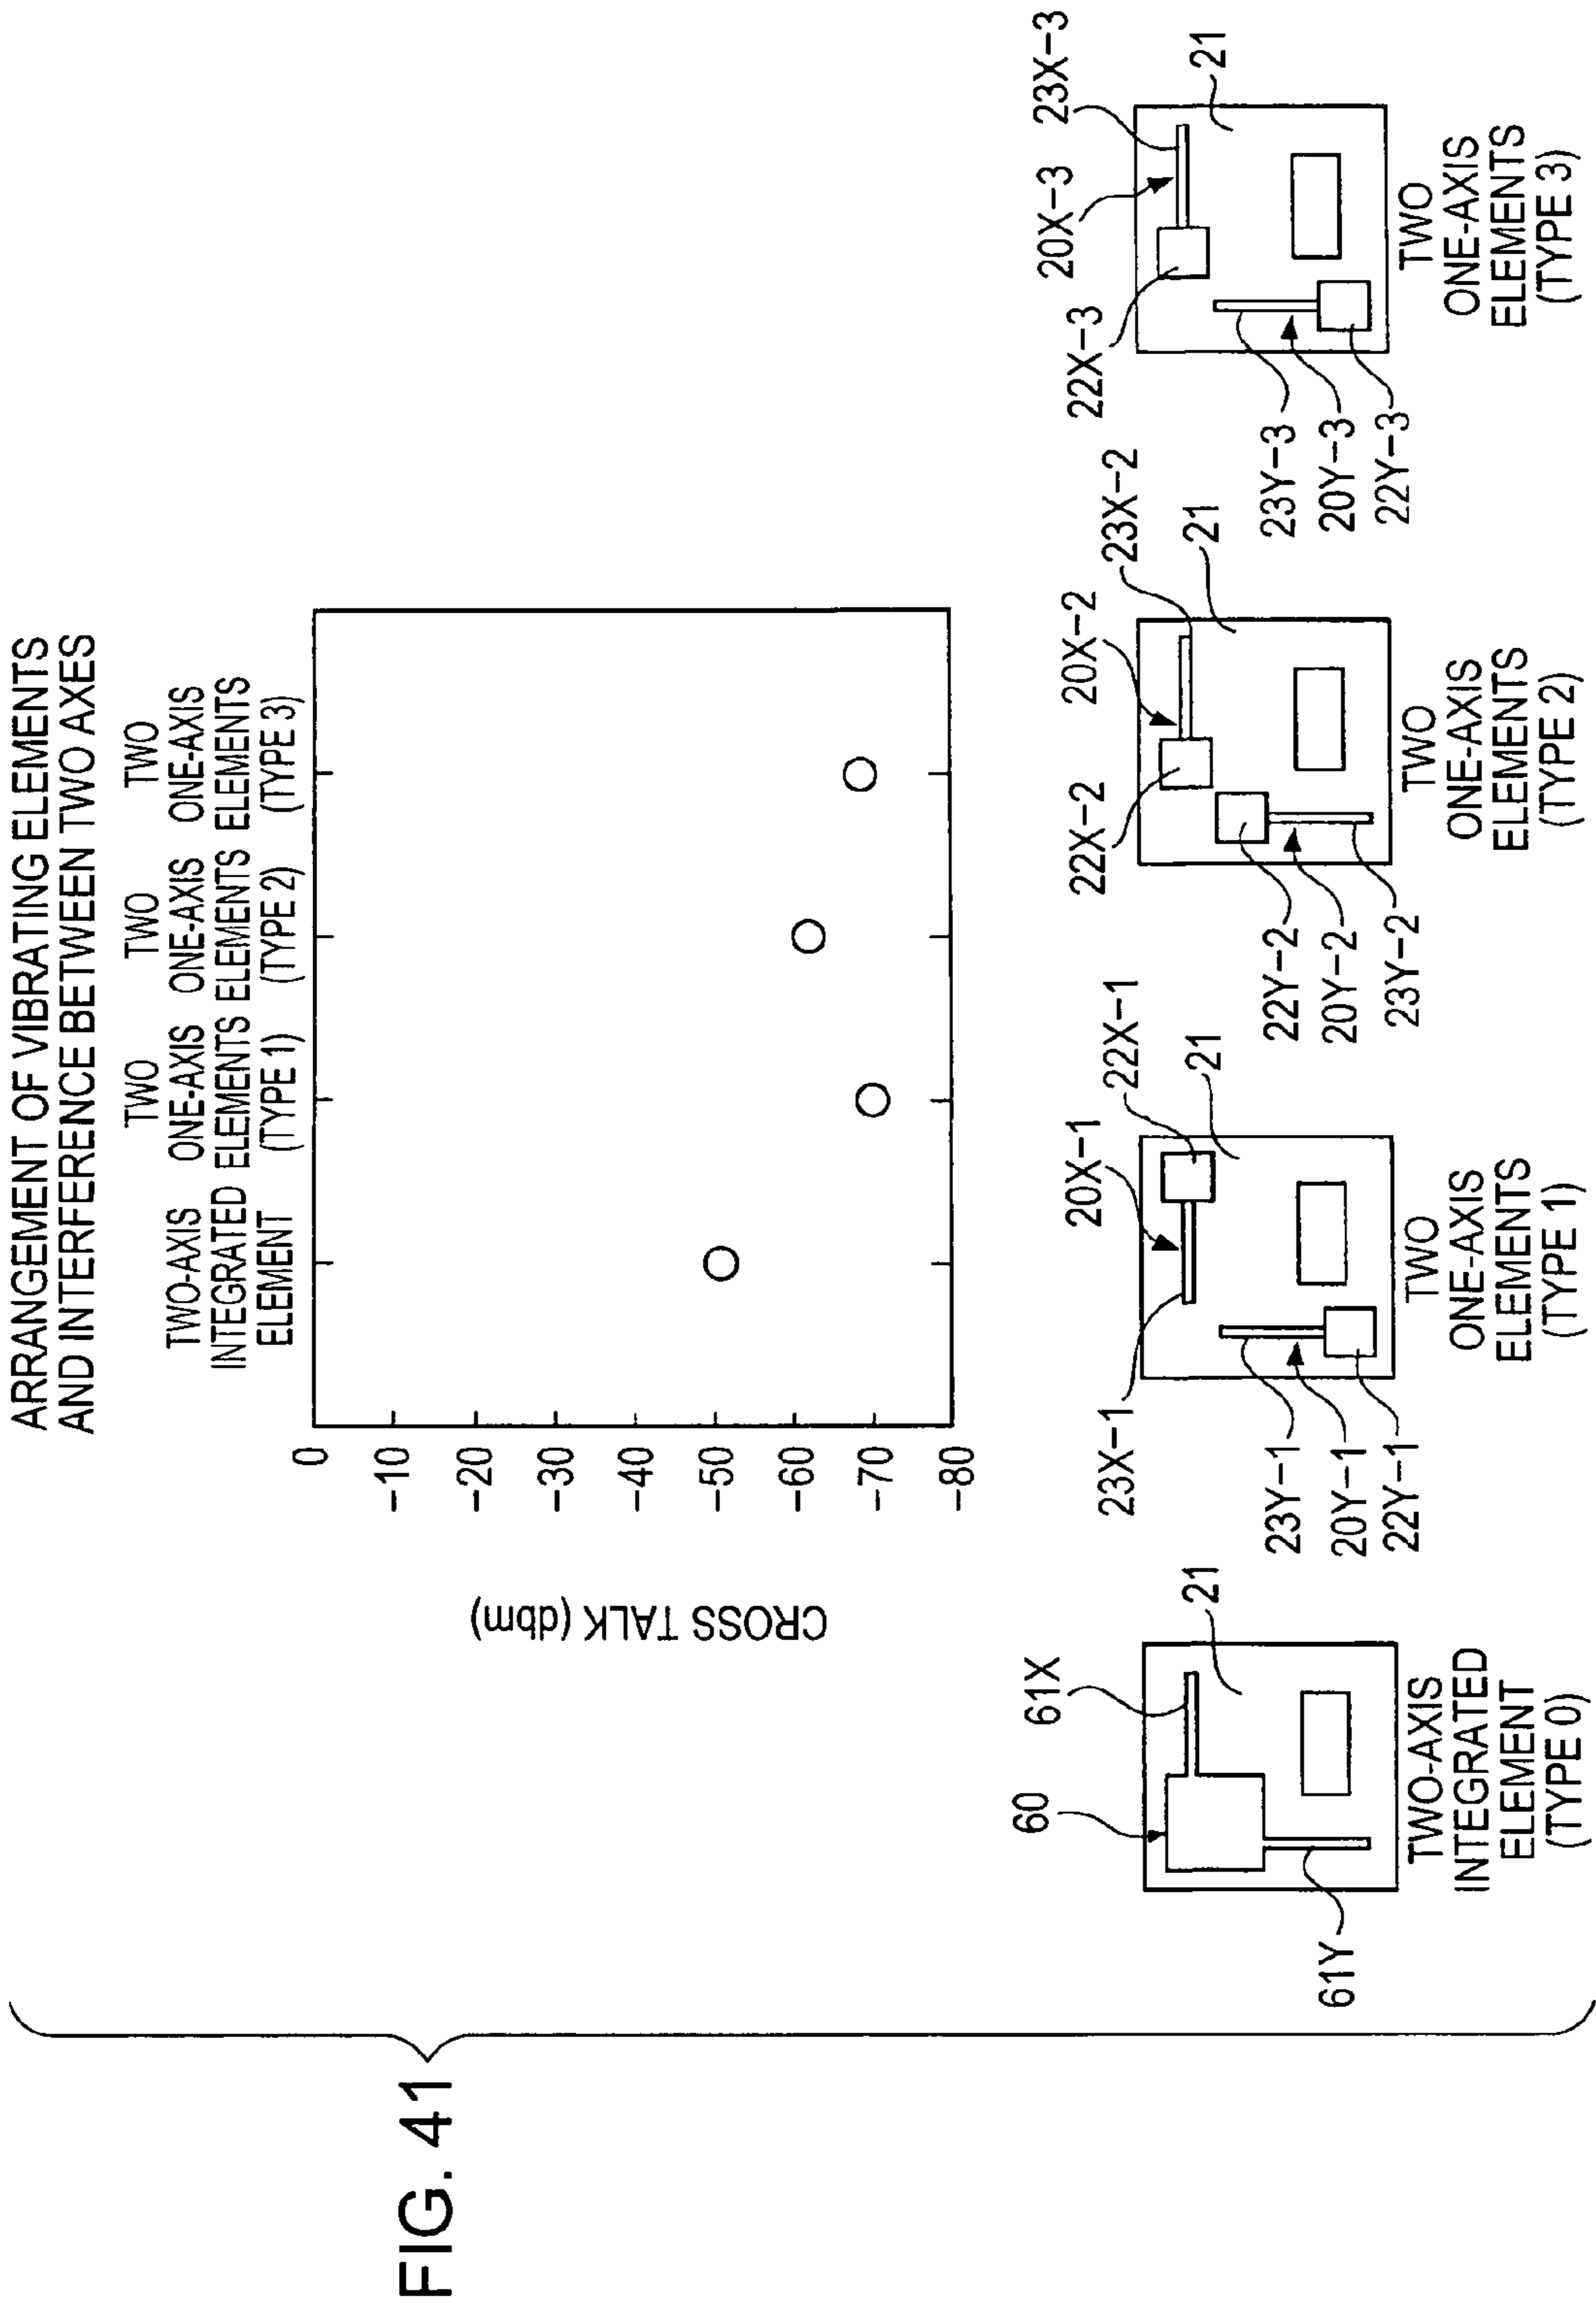 FIG. 41
ARRANGEMENT OF VIBRATING ELEMENTS
AND INTERFERENCE BETWEEN TWO AXES
TWO-AXIS
INTEGRATED
ELEMENT
TWO
ONE-AXIS
ELEMENTS
(TYPE 1)
TWO
ONE-AXIS
ELEMENTS
(TYPE 2)
TWO
ONE-AXIS
ELEMENTS
(TYPE 3)
CROSS TALK (dbm)
0
-10
-20
-30
-40
-50
-60
-70
-80
60
61X
21
61Y
TWO-AXIS
INTEGRATED
ELEMENT
(TYPE 0)
23X-1
20X-1
22X-1
21
23Y-1
20Y-1
22Y-1
TWO
ONE-AXIS
ELEMENTS
(TYPE 1)
22X-2
20X-2
23X-2
21
22Y-2
20Y-2
23Y-2
TWO
ONE-AXIS
ELEMENTS
(TYPE 2)
22X-3
20X-3
23X-3
21
23Y-3
20Y-3
22Y-3
TWO
ONE-AXIS
ELEMENTS
(TYPE 3)